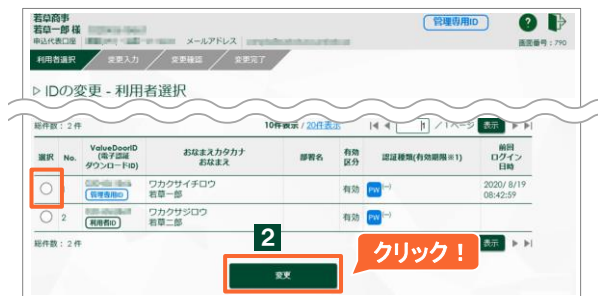 若草商事
若草一郎 様
管理専用ID
?
申込代表口座
メールアドレス
画面番号：790
利用者選択 変更入力 変更確認 変更完了
▷ IDの変更 - 利用者選択
総件数：2 件 10件表示 / 20件表示 1 / 1ページ 表示
選択 No. ValueDoorID (電子認証 ダウンロードID) おなまえカタカナ おなまえ 部署名 有効区分 認証種類(有効期限※1) 前回ログイン日時
管理専用ID ワカクサイチロウ 若草一郎 有効 PW (--) 2020/ 8/19 08:42:59
2 利用者ID ワカクサジロウ 若草二郎 有効 PW (--)
総件数：2 件 表示
2
クリック！
変更